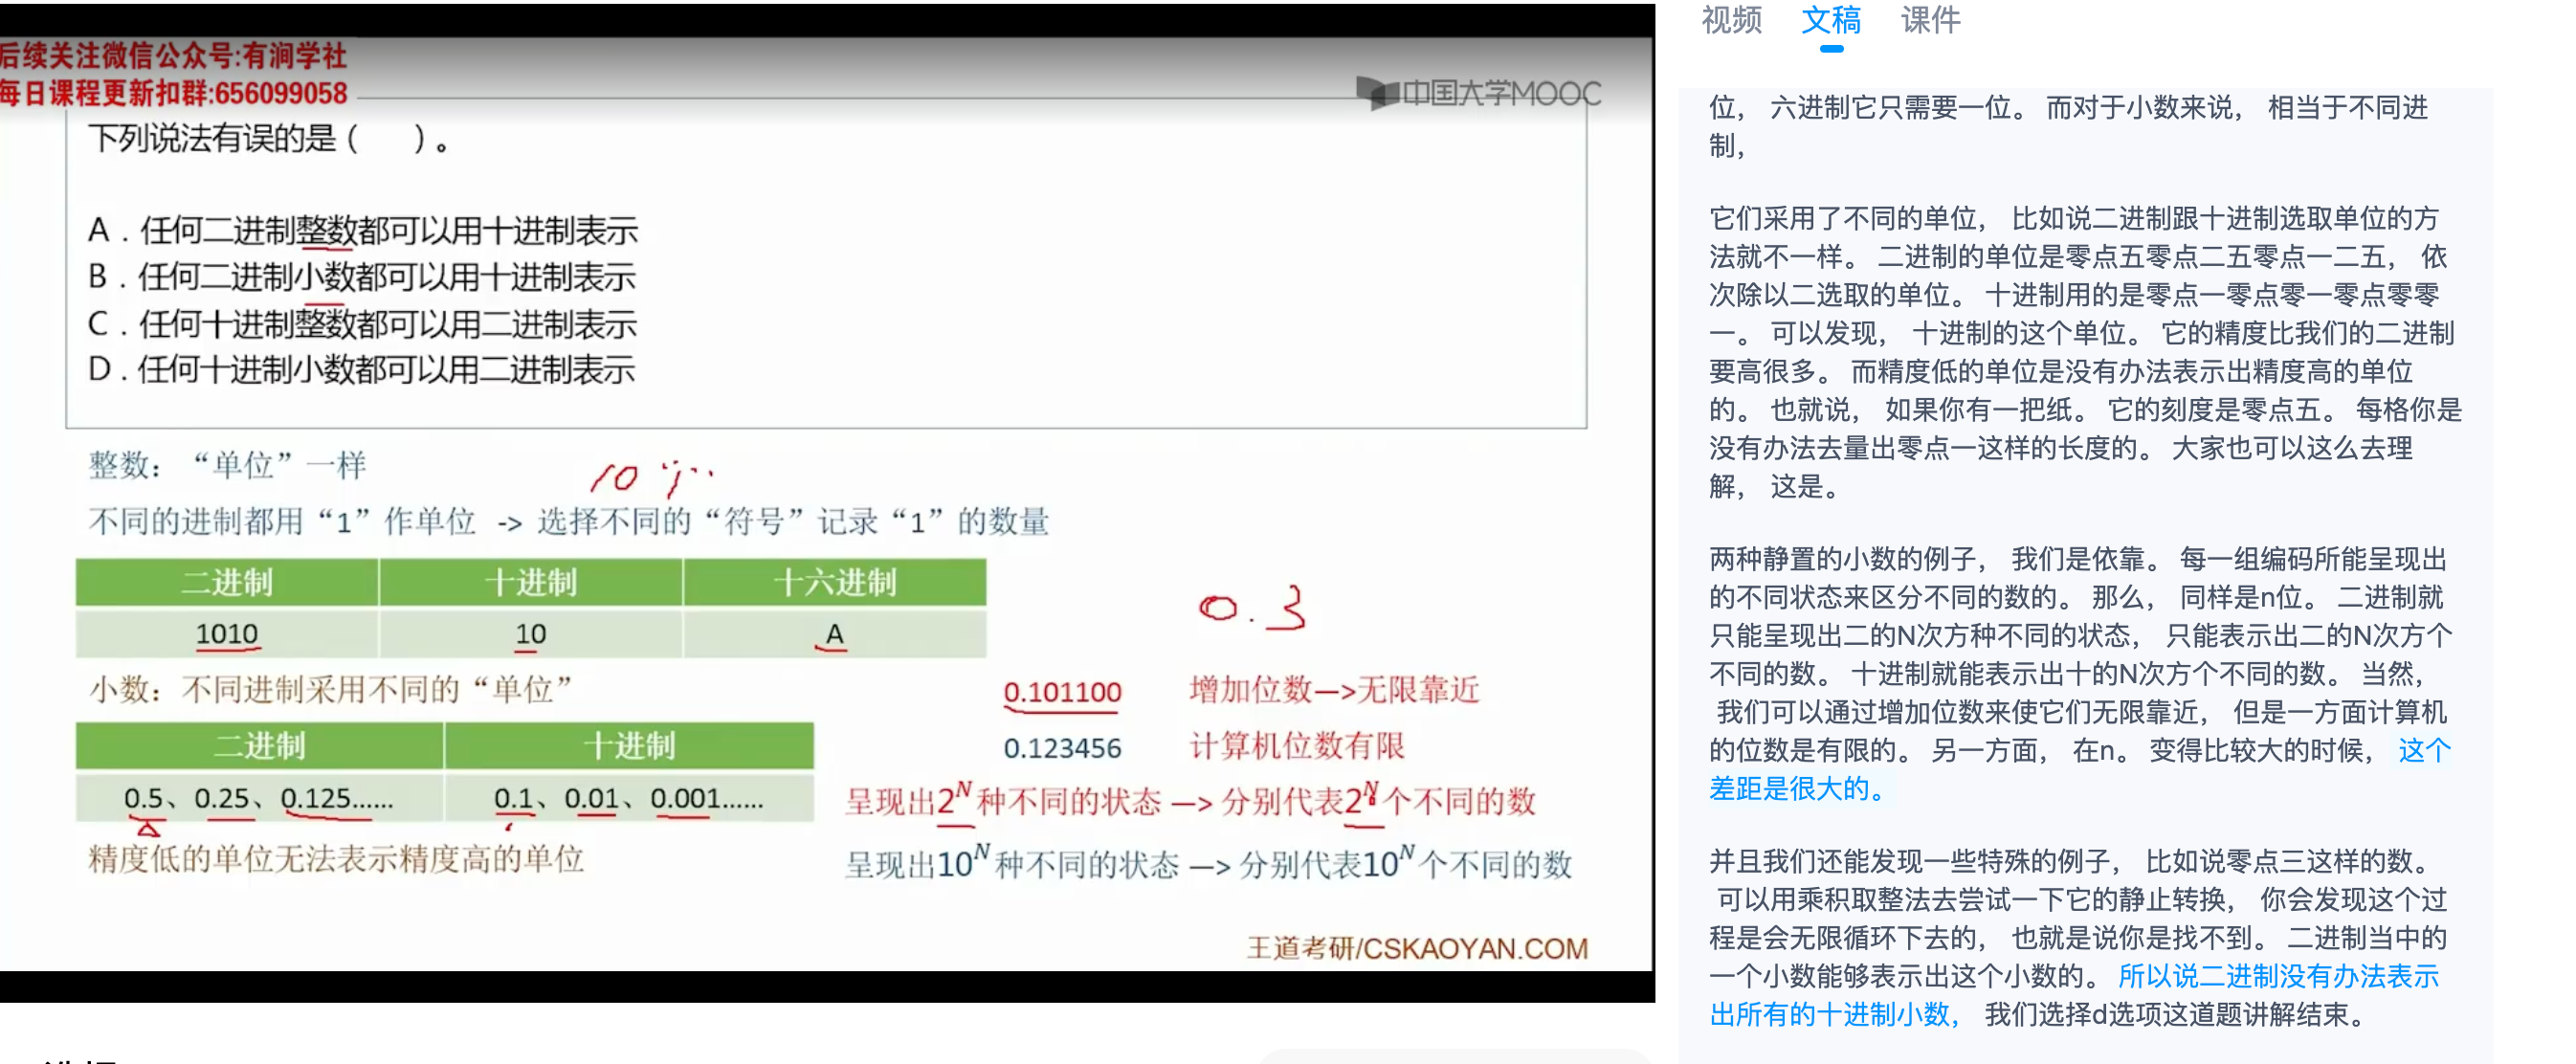 后续关注微信公众号:有涧学社
每日课程更新扣群:656099058
中国大学MOOC
下列说法有误的是（　　）。
A．任何二进制整数都可以用十进制表示
B．任何二进制小数都可以用十进制表示
C．任何十进制整数都可以用二进制表示
D．任何十进制小数都可以用二进制表示
整数：“单位”一样
10
不同的进制都用“1”作单位 -> 选择不同的“符号”记录“1”的数量
二进制 十进制 十六进制
1010 10 A
0.3
小数：不同进制采用不同的“单位”
0.101100 增加位数—>无限靠近
二进制 十进制
0.123456 计算机位数有限
0.5、0.25、0.125…… 0.1、0.01、0.001……
呈现出2^N种不同的状态 —> 分别代表2^N个不同的数
精度低的单位无法表示精度高的单位
呈现出10^N种不同的状态 —> 分别代表10^N个不同的数
王道考研/CSKAOYAN.COM
视频 文稿 课件
位， 六进制它只需要一位。 而对于小数来说， 相当于不同进
制，
它们采用了不同的单位， 比如说二进制跟十进制选取单位的方
法就不一样。 二进制的单位是零点五零点二五零点一二五， 依
次除以二选取的单位。 十进制用的是零点一零点零一零点零零
一。 可以发现， 十进制的这个单位。 它的精度比我们的二进制
要高很多。 而精度低的单位是没有办法表示出精度高的单位
的。 也就说， 如果你有一把纸。 它的刻度是零点五。 每格你是
没有办法去量出零点一这样的长度的。 大家也可以这么去理
解， 这是。
两种静置的小数的例子， 我们是依靠。 每一组编码所能呈现出
的不同状态来区分不同的数的。 那么， 同样是n位。 二进制就
只能呈现出二的N次方种不同的状态， 只能表示出二的N次方个
不同的数。 十进制就能表示出十的N次方个不同的数。 当然，
我们可以通过增加位数来使它们无限靠近， 但是一方面计算机
的位数是有限的。 另一方面， 在n。 变得比较大的时候， 这个
差距是很大的。
并且我们还能发现一些特殊的例子， 比如说零点三这样的数。
可以用乘积取整法去尝试一下它的静止转换， 你会发现这个过
程是会无限循环下去的， 也就是说你是找不到。 二进制当中的
一个小数能够表示出这个小数的。 所以说二进制没有办法表示
出所有的十进制小数， 我们选择d选项这道题讲解结束。